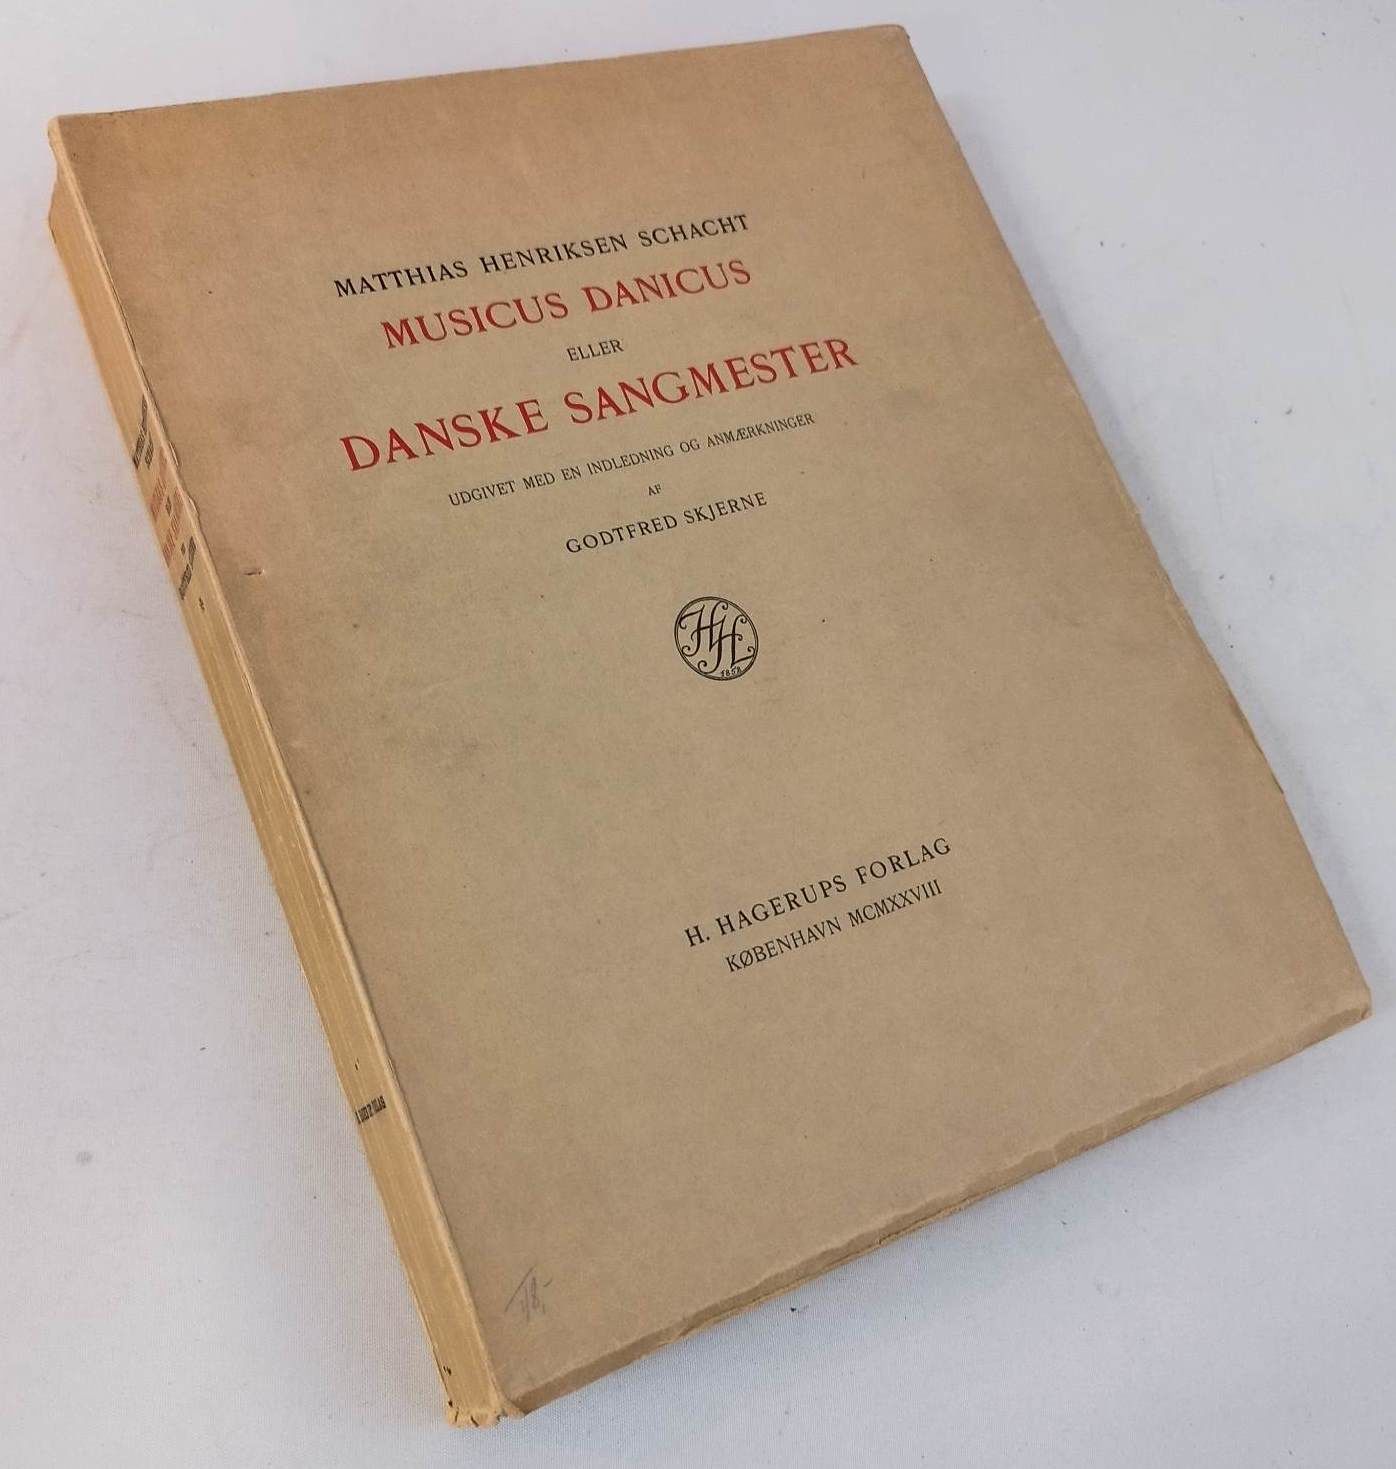 MATTHIAS HENRIKSEN SCHACHT
MUSICUS DANICUS
ELLER
DANSKE SANGMESTER
UDGIVET MED EN INDLEDNING OG ANMÆRKNINGER
AF
GODTFRED SKJERNE
HH
H. HAGERUPS FORLAG
KØBENHAVN MCMXXVIII